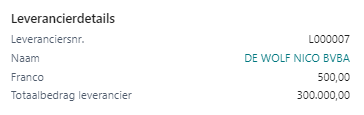 Leverancierdetails
Leveranciersnr. L000007
Naam DE WOLF NICO BVBA
Franco 500,00
Totaalbedrag leverancier 300.000,00